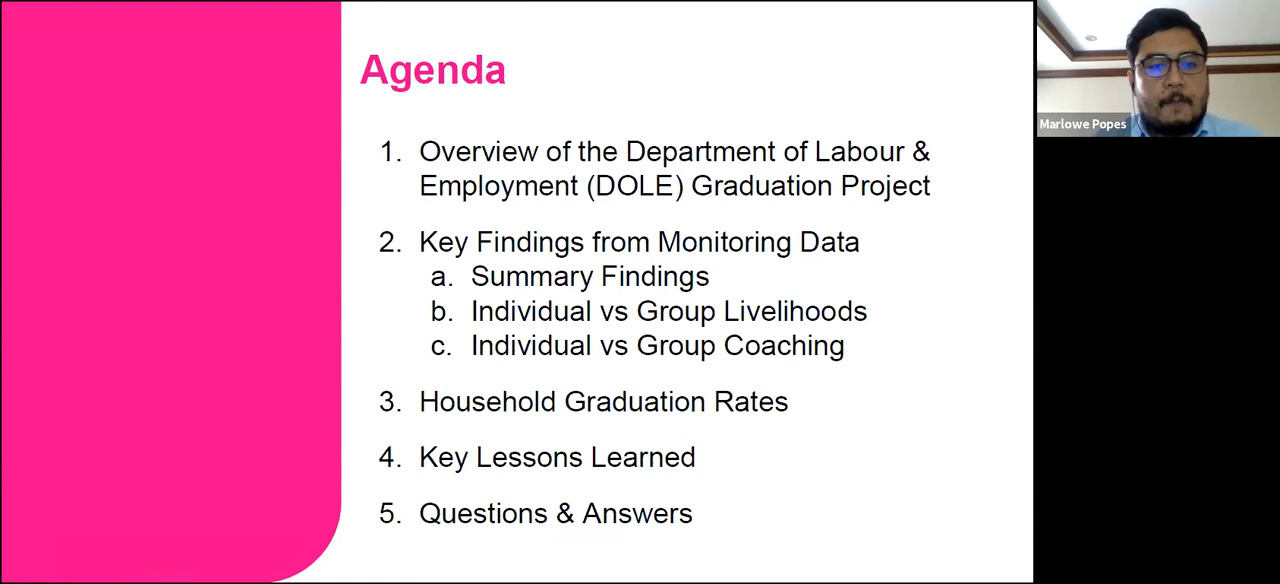 Agenda
1. Overview of the Department of Labour &
Employment (DOLE) Graduation Project
2. Key Findings from Monitoring Data
a. Summary Findings
b. Individual vs Group Livelihoods
c. Individual vs Group Coaching
3. Household Graduation Rates
4. Key Lessons Learned
5. Questions & Answers
Marlowe Popes